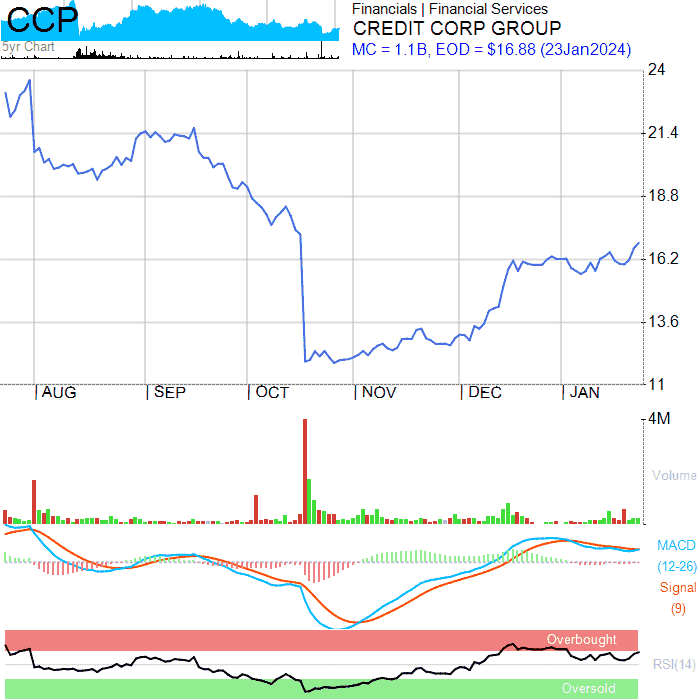 CCP
5yr Chart
Financials | Financial Services
CREDIT CORP GROUP
MC = 1.1B, EOD = $16.88 (23Jan2024)
24
21.4
18.8
16.2
13.6
11
AUG
SEP
OCT
NOV
DEC
JAN
4M
Volume
MACD
(12-26)
Signal
(9)
Overbought
RSI(14)
Oversold